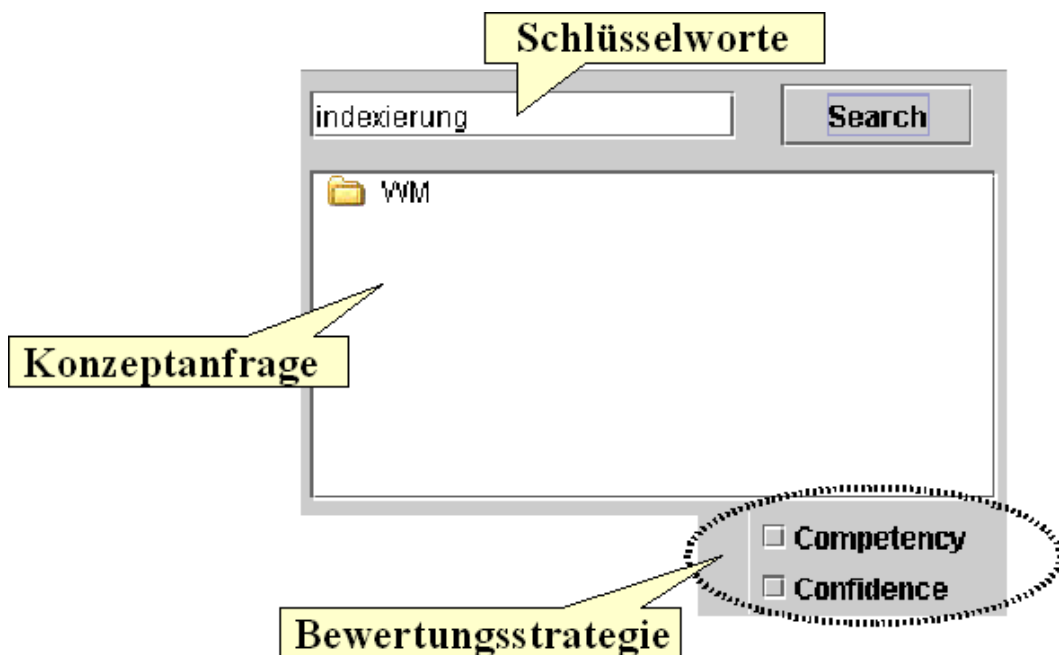 Schlüsselworte
indexierung
Search
WM
Konzeptanfrage
Competency
Confidence
Bewertungsstrategie